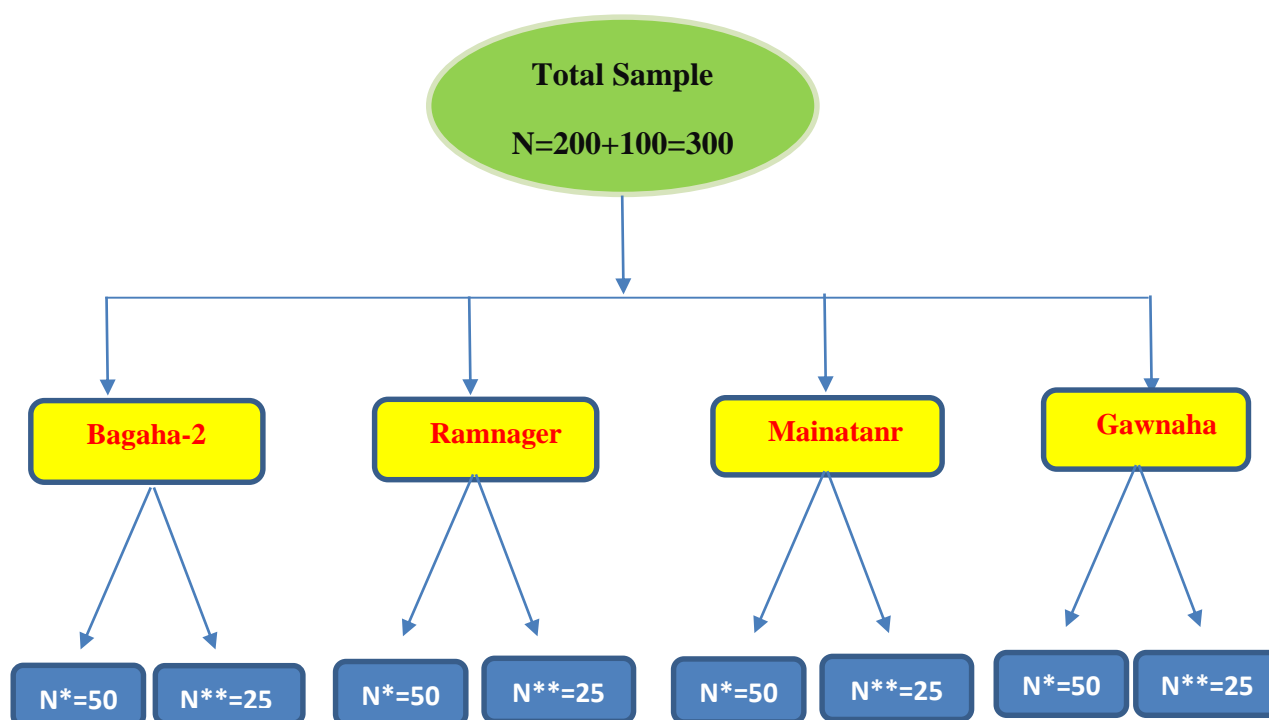 Total Sample
N=200+100=300
Bagaha-2
Ramnager
Mainatanr
Gawnaha
N*=50
N**=25
N*=50
N**=25
N*=50
N**=25
N*=50
N**=25